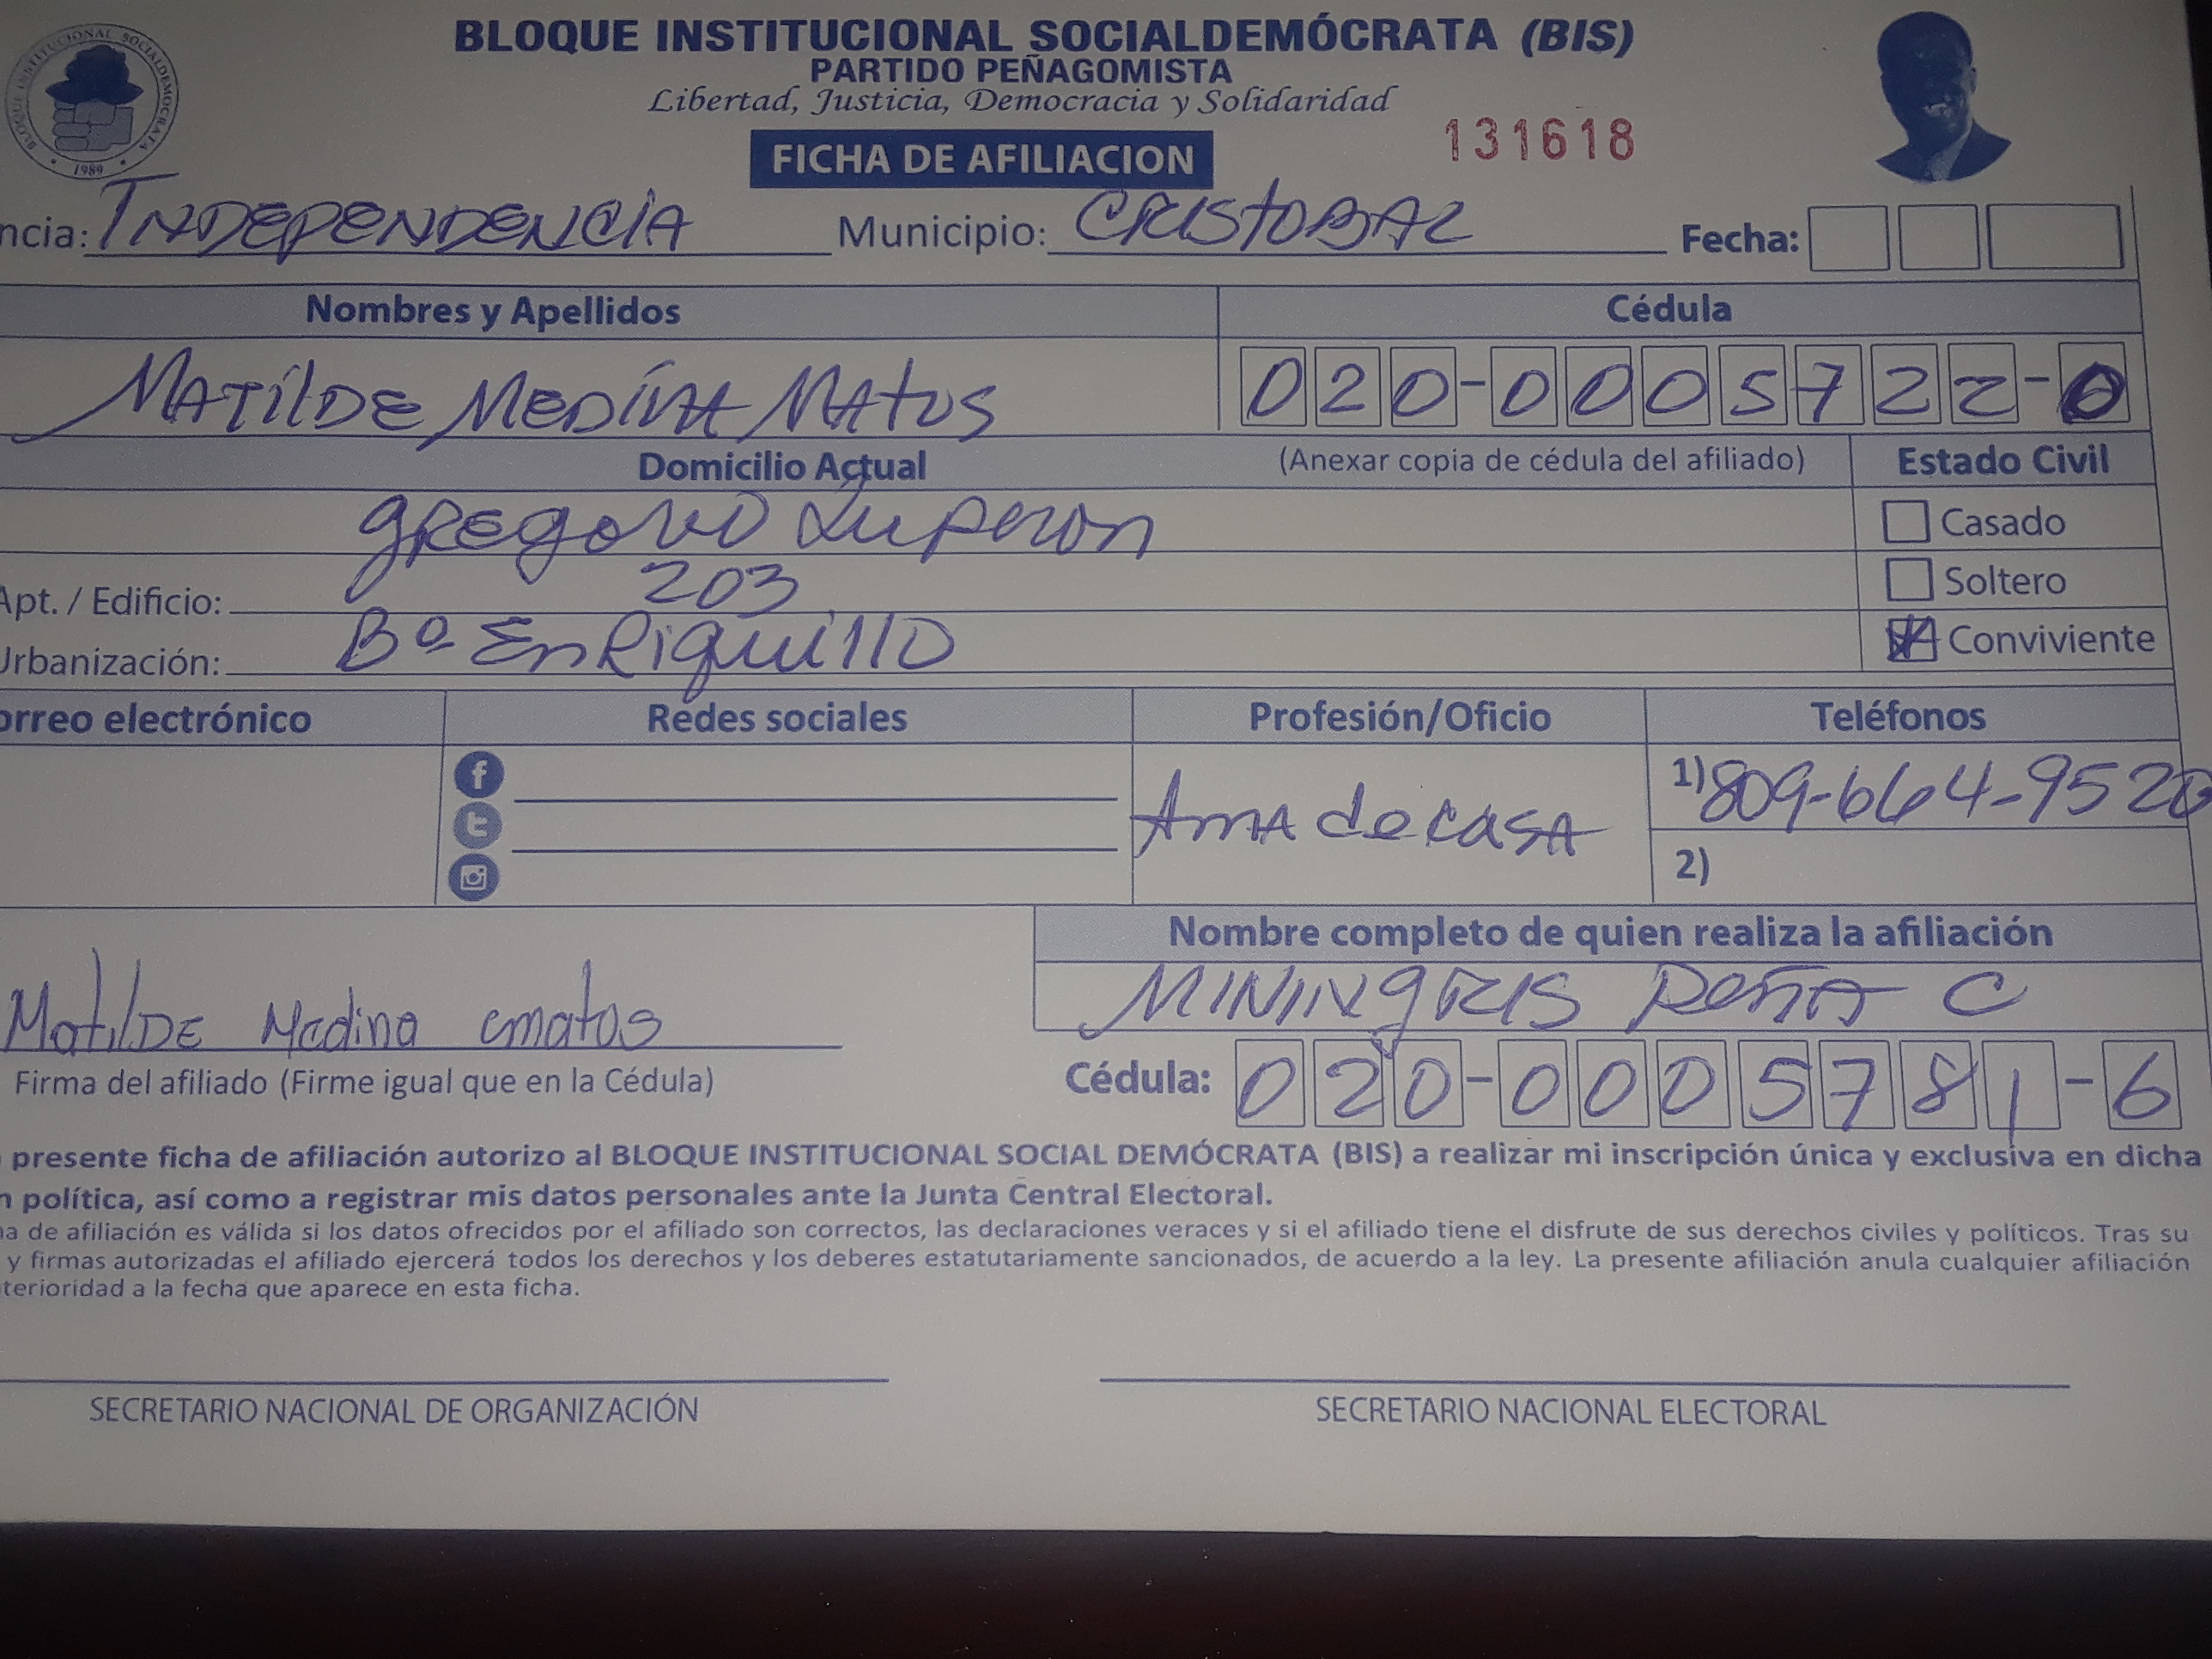 BLOQUE INSTITUCIONAL SOCIALDEMÓCRATA (BIS)
PARTIDO PEÑAGOMISTA
Libertad, Justicia, Democracia y Solidaridad
BLOQUE INSTITUCIONAL SOCIALDEMOCRATA
1989
FICHA DE AFILIACION 131618
ncia: INDEPENDENCIA Municipio: CRISTOBAL Fecha:
Nombres y Apellidos Cédula
MATILDE MEDINA MATOS 020-0005722-0
Domicilio Actual (Anexar copia de cédula del afiliado) Estado Civil
gREgoRio Luperon Casado
Apt. / Edificio: 203 Soltero
Urbanización: Bº EnRiquillo Conviviente
orreo electrónico Redes sociales Profesión/Oficio Teléfonos
AmA de casA 1) 809-664-9520
2)
Nombre completo de quien realiza la afiliación
PEÑA C
MatilDE Medina matos
Firma del afiliado (Firme igual que en la Cédula) Cédula: 020-0005781-6
presente ficha de afiliación autorizo al BLOQUE INSTITUCIONAL SOCIAL DEMÓCRATA (BIS) a realizar mi inscripción única y exclusiva en dicha
n política, así como a registrar mis datos personales ante la Junta Central Electoral.
a de afiliación es válida si los datos ofrecidos por el afiliado son correctos, las declaraciones veraces y si el afiliado tiene el disfrute de sus derechos civiles y políticos. Tras su
y firmas autorizadas el afiliado ejercerá todos los derechos y los deberes estatutariamente sancionados, de acuerdo a la ley. La presente afiliación anula cualquier afiliación
terioridad a la fecha que aparece en esta ficha.
SECRETARIO NACIONAL DE ORGANIZACIÓN SECRETARIO NACIONAL ELECTORAL